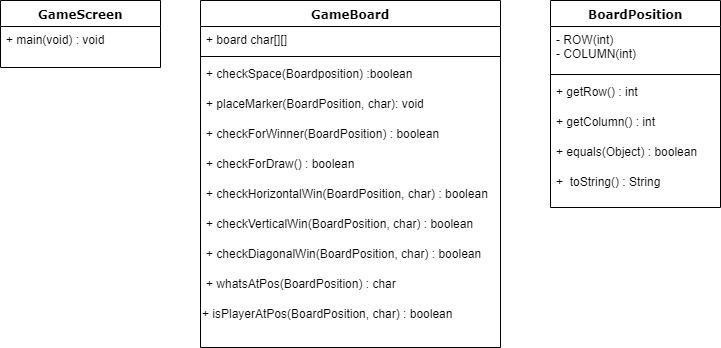 GameScreen
+ main(void) : void
GameBoard
+ board char[][]
+ checkSpace(Boardposition) :boolean
+ placeMarker(BoardPosition, char): void
+ checkForWinner(BoardPosition) : boolean
+ checkForDraw() : boolean
+ checkHorizontalWin(BoardPosition, char) : boolean
+ checkVerticalWin(BoardPosition, char) : boolean
+ checkDiagonalWin(BoardPosition, char) : boolean
+ whatsAtPos(BoardPosition) : char
+ isPlayerAtPos(BoardPosition, char) : boolean
BoardPosition
- ROW(int)
- COLUMN(int)
+ getRow() : int
+ getColumn() : int
+ equals(Object) : boolean
+ toString() : String